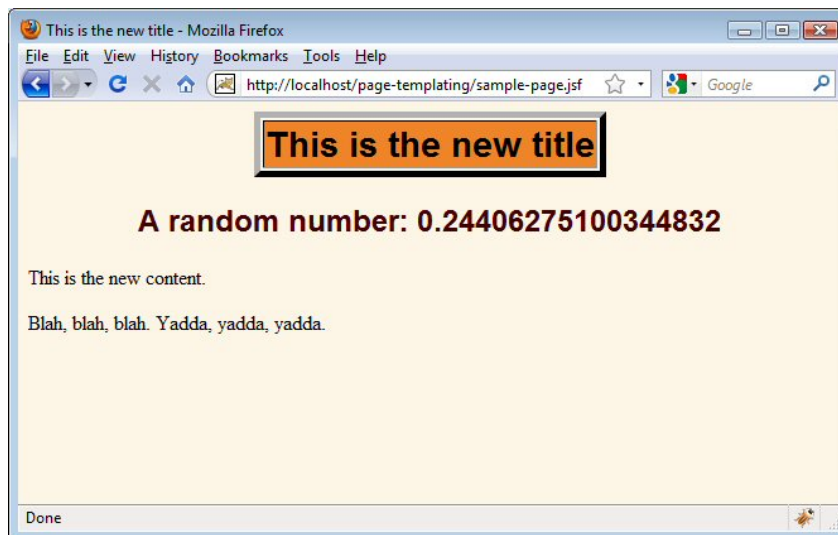 This is the new title - Mozilla Firefox
File Edit View History Bookmarks Tools Help
http://localhost/page-templating/sample-page.jsf Google
This is the new title
A random number: 0.24406275100344832
This is the new content.
Blah, blah, blah. Yadda, yadda, yadda.
Done